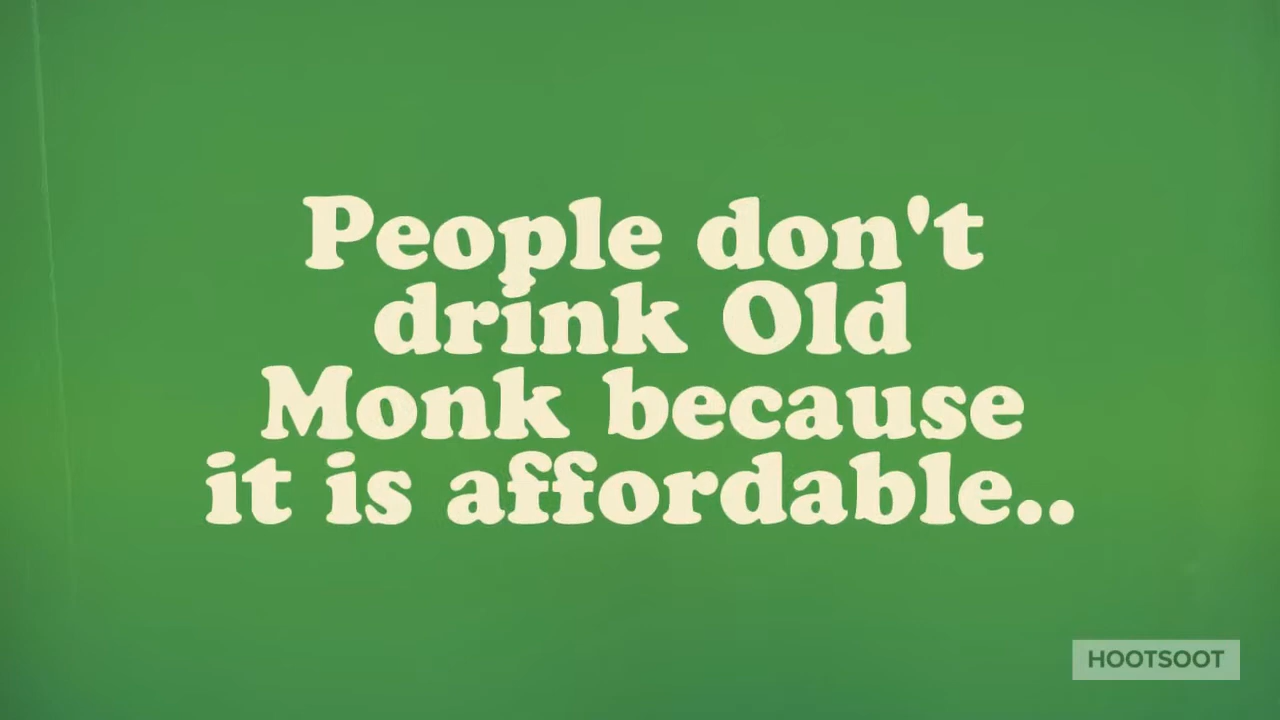 People don't
drink Old
Monk because
it is affordable..
HOOTSOOT